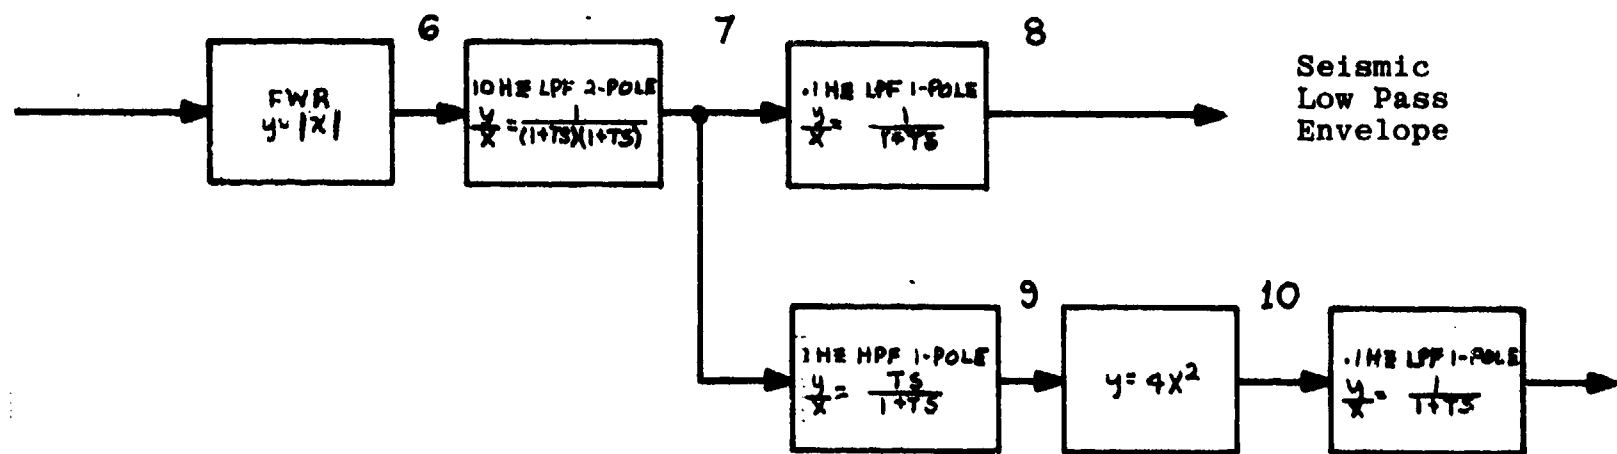 6
7
8
FWR
y=|x|
10 HZ LPF 2-POLE
y/x = 1/(1+TS)(1+TS)
.1 HZ LPF 1-POLE
y/x = 1/1+TS
Seismic
Low Pass
Envelope
9
10
HZ HPF 1-POLE
y/x = TS/1+TS
y= 4X²
.1 HZ LPF 1-POLE
y/x = 1/1+TS